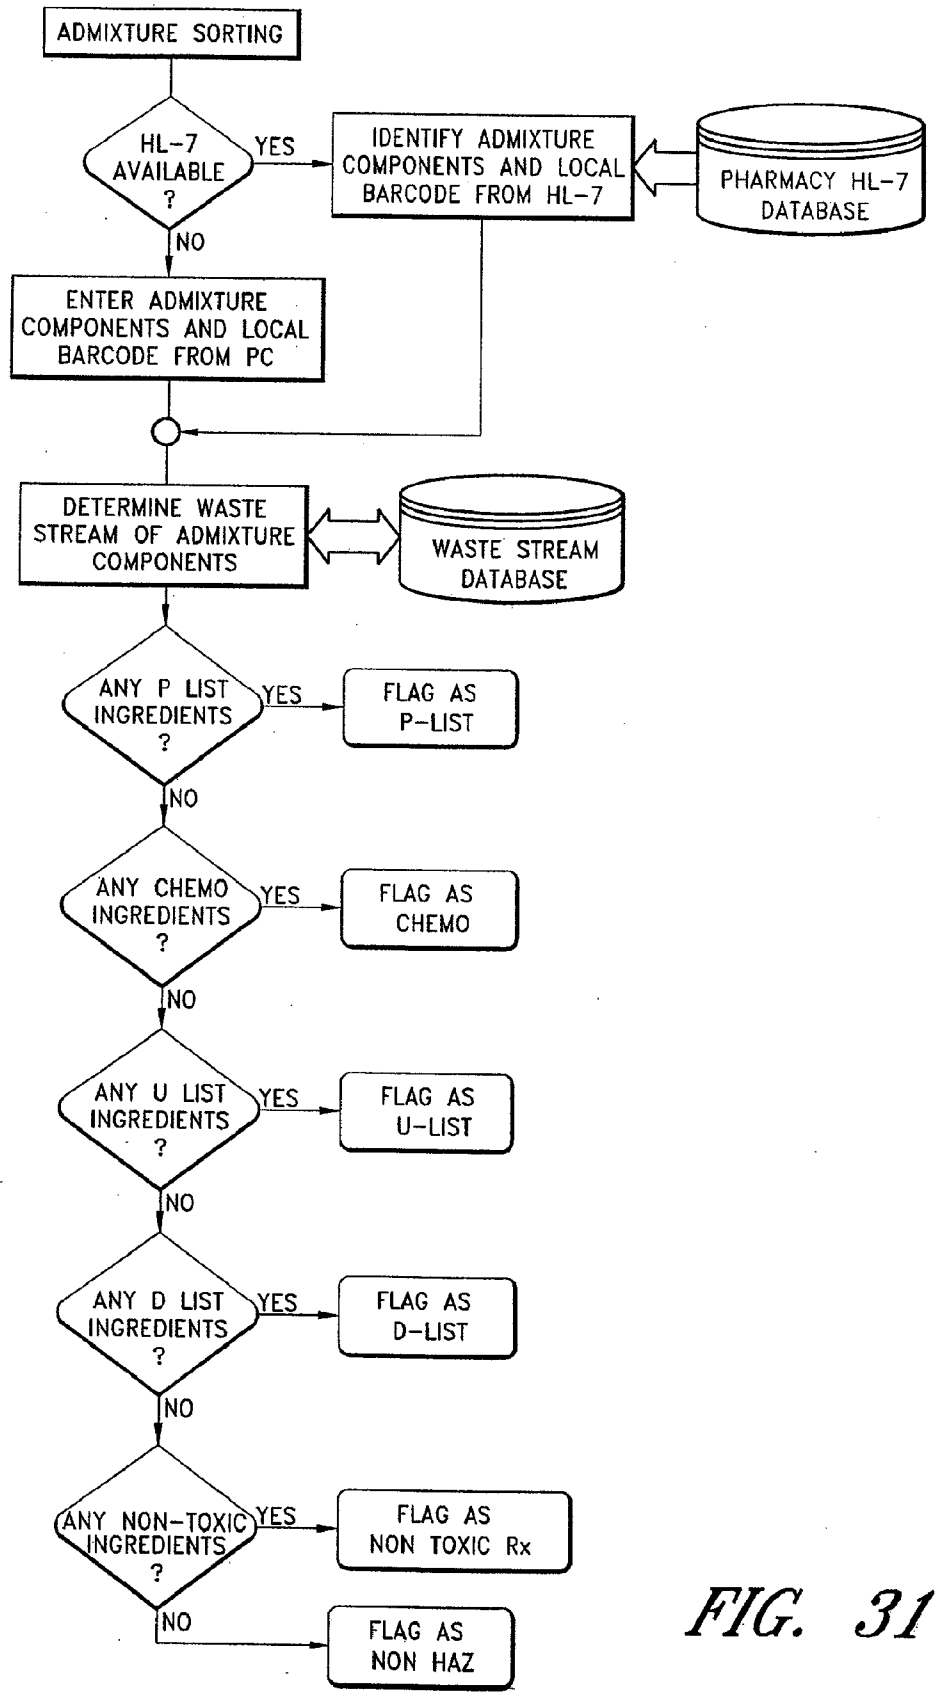 ADMIXTURE SORTING
HL-7
AVAILABLE
?
YES
IDENTIFY ADMIXTURE
COMPONENTS AND LOCAL
BARCODE FROM HL-7
PHARMACY HL-7
DATABASE
NO
ENTER ADMIXTURE
COMPONENTS AND LOCAL
BARCODE FROM PC
DETERMINE WASTE
STREAM OF ADMIXTURE
COMPONENTS
WASTE STREAM
DATABASE
ANY P LIST
INGREDIENTS
?
YES
FLAG AS
P-LIST
NO
ANY CHEMO
INGREDIENTS
?
YES
FLAG AS
CHEMO
NO
ANY U LIST
INGREDIENTS
?
YES
FLAG AS
U-LIST
NO
ANY D LIST
INGREDIENTS
?
YES
FLAG AS
D-LIST
NO
ANY NON-TOXIC
INGREDIENTS
?
YES
FLAG AS
NON TOXIC Rx
NO
FLAG AS
NON HAZ
FIG. 31